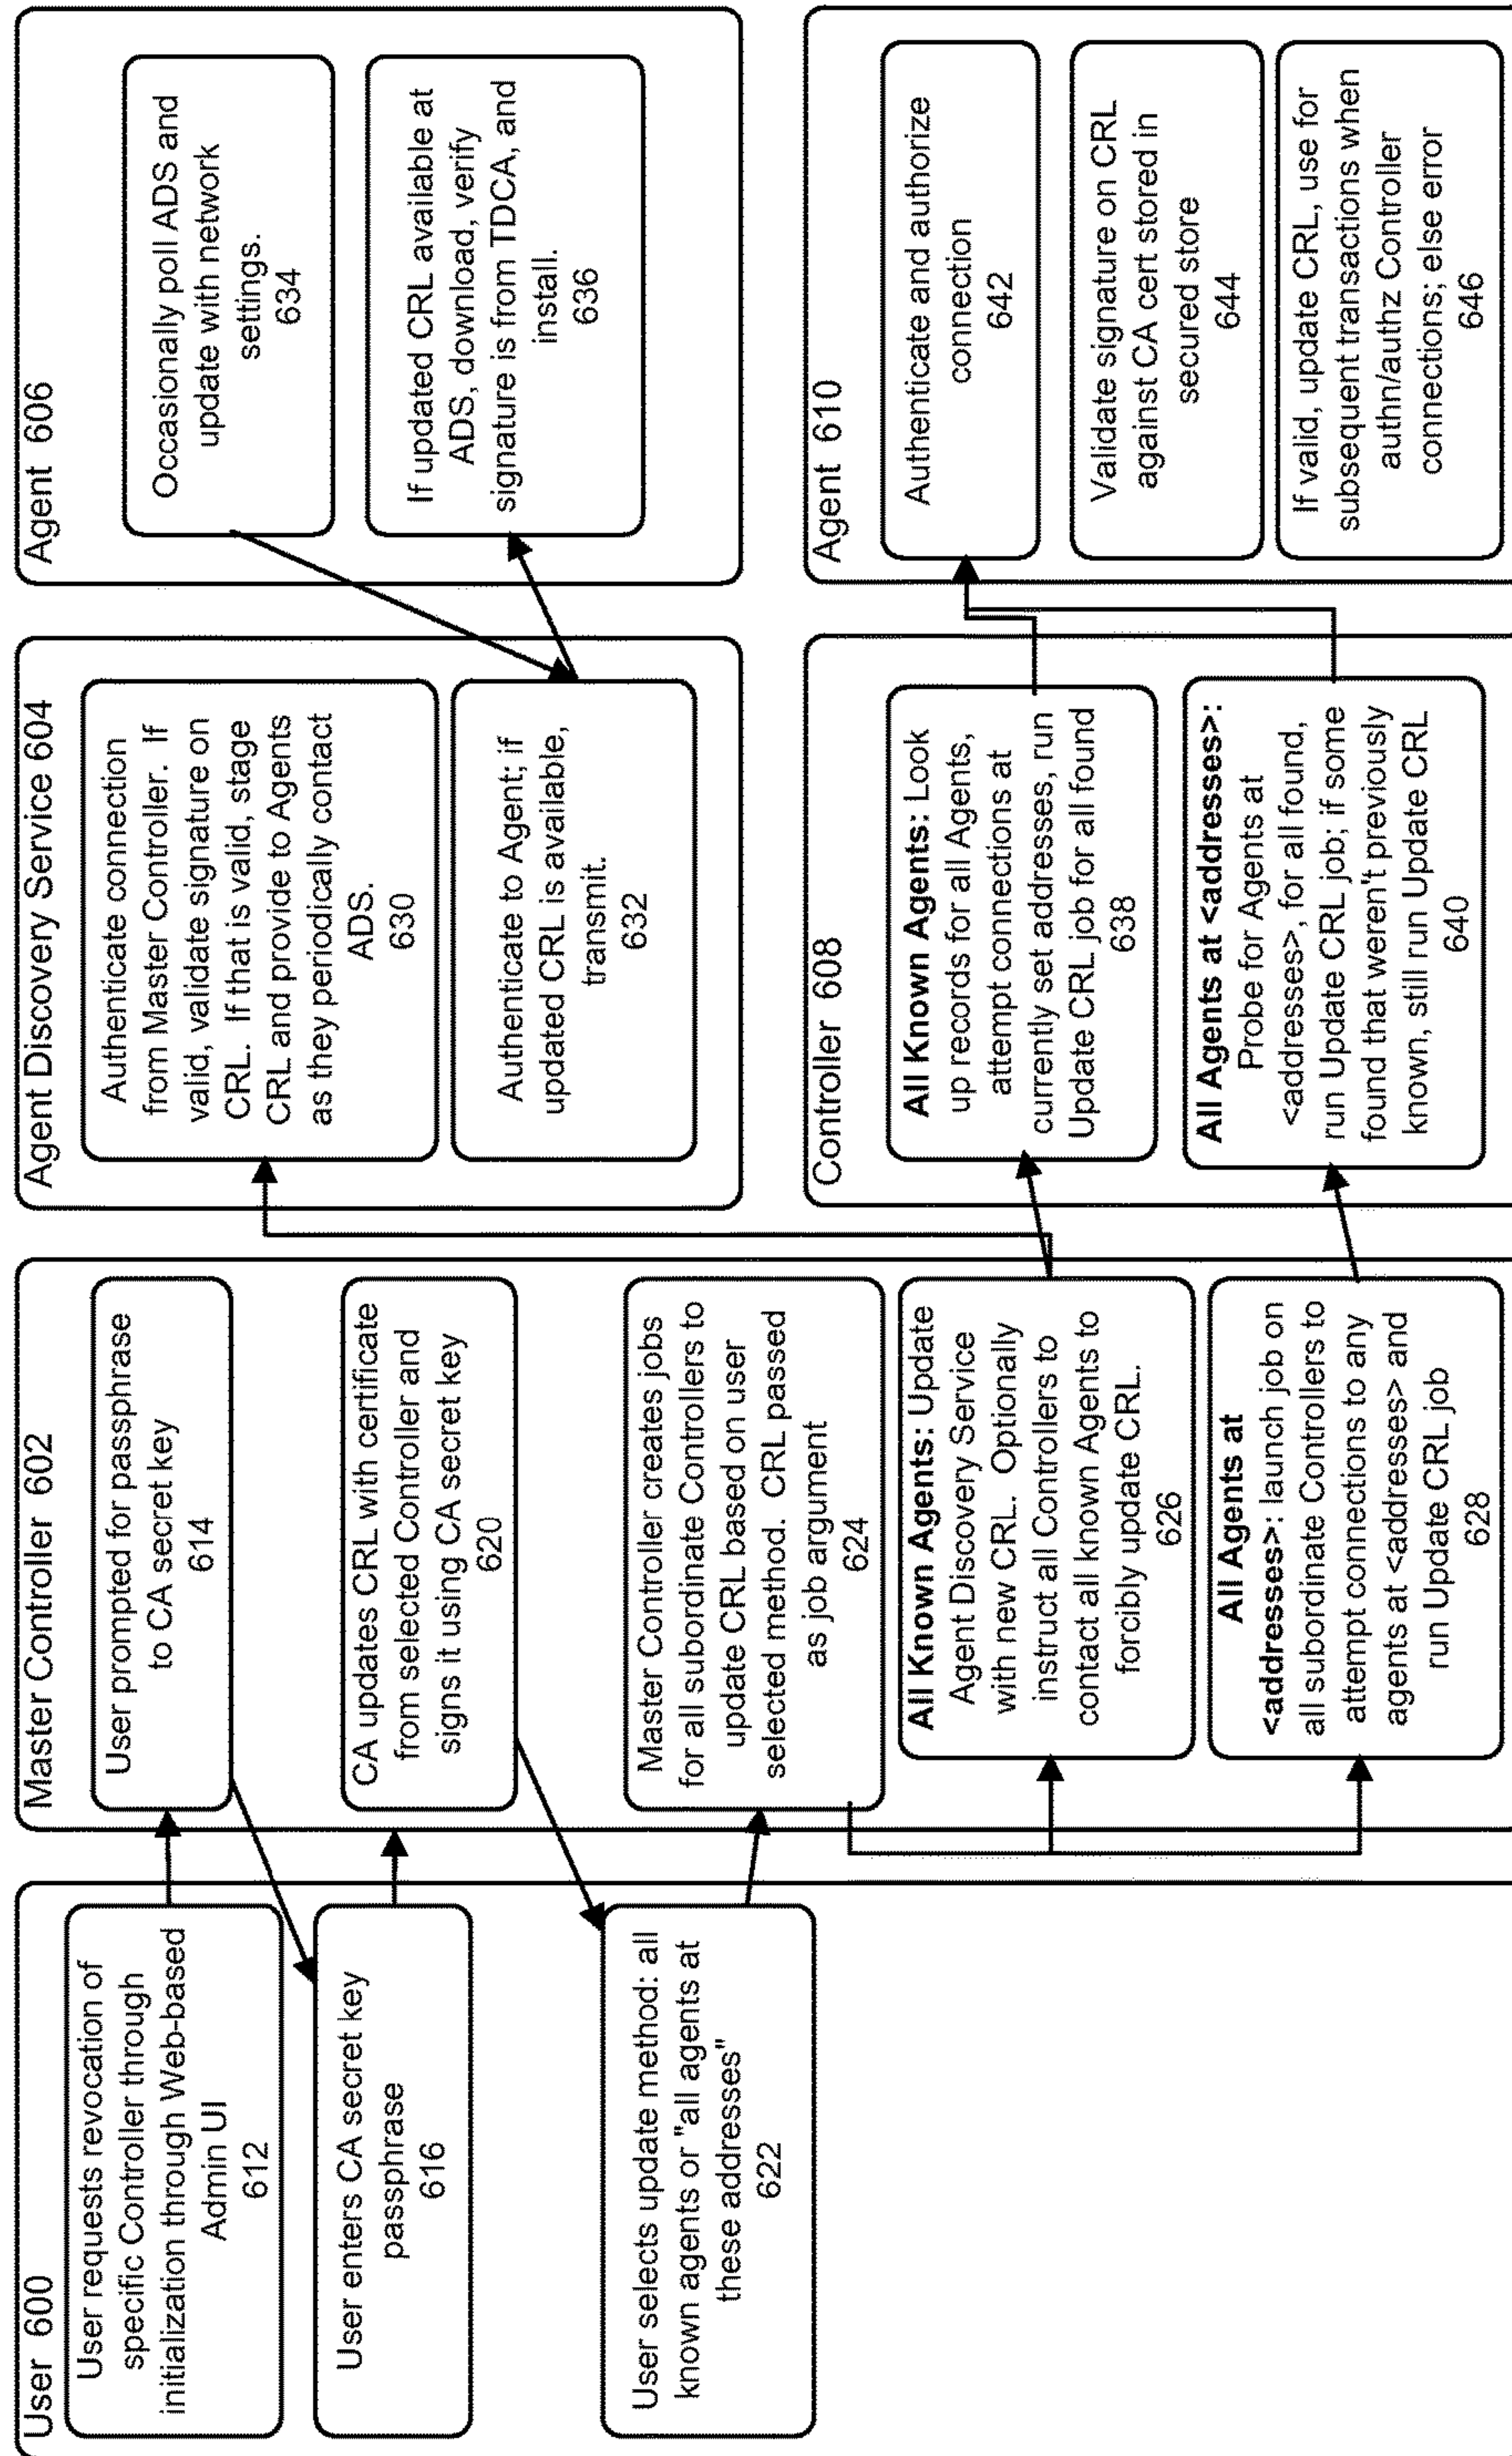 User 600
User requests revocation of
specific Controller through
initialization through Web-based
Admin UI
612
User enters CA secret key
passphrase
616
User selects update method: all
known agents or "all agents at
these addresses"
622
Master Controller 602
User prompted for passphrase
to CA secret key
614
CA updates CRL with certificate
from selected Controller and
signs it using CA secret key
620
Master Controller creates jobs
for all subordinate Controllers to
update CRL based on user
selected method. CRL passed
as job argument
624
All Known Agents: Update
Agent Discovery Service
with new CRL. Optionally
instruct all Controllers to
contact all known Agents to
forcibly update CRL.
626
All Agents at
<addresses>: launch job on
all subordinate Controllers to
attempt connections to any
agents at <addresses> and
run Update CRL job
628
Agent Discovery Service 604
Authenticate connection
from Master Controller. If
valid, validate signature on
CRL. If that is valid, stage
CRL and provide to Agents
as they periodically contact
ADS.
630
Authenticate to Agent; if
updated CRL is available,
transmit.
632
Controller 608
All Known Agents: Look
up records for all Agents,
attempt connections at
currently set addresses, run
Update CRL job for all found
638
All Agents at <addresses>:
Probe for Agents at
<addresses>, for all found,
run Update CRL job; if some
found that weren't previously
known, still run Update CRL
640
Agent 606
Occasionally poll ADS and
update with network
settings.
634
If updated CRL available at
ADS, download, verify
signature is from TDCA, and
install.
636
Agent 610
Authenticate and authorize
connection
642
Validate signature on CRL
against CA cert stored in
secured store
644
If valid, update CRL, use for
subsequent transactions when
authn/authz Controller
connections; else error
646